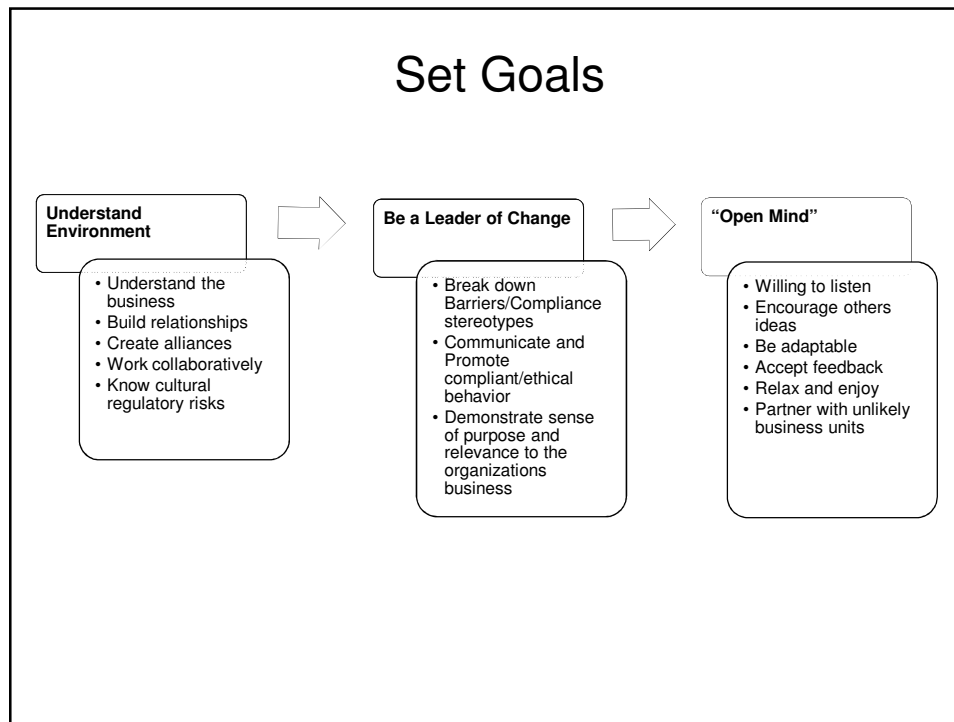 Set Goals
Understand
Environment
• Understand the
business
• Build relationships
• Create alliances
• Work collaboratively
• Know cultural
regulatory risks
Be a Leader of Change
• Break down
Barriers/Compliance
stereotypes
• Communicate and
Promote
compliant/ethical
behavior
• Demonstrate sense
of purpose and
relevance to the
organizations
business
“Open Mind”
• Willing to listen
• Encourage others
ideas
• Be adaptable
• Accept feedback
• Relax and enjoy
• Partner with unlikely
business units